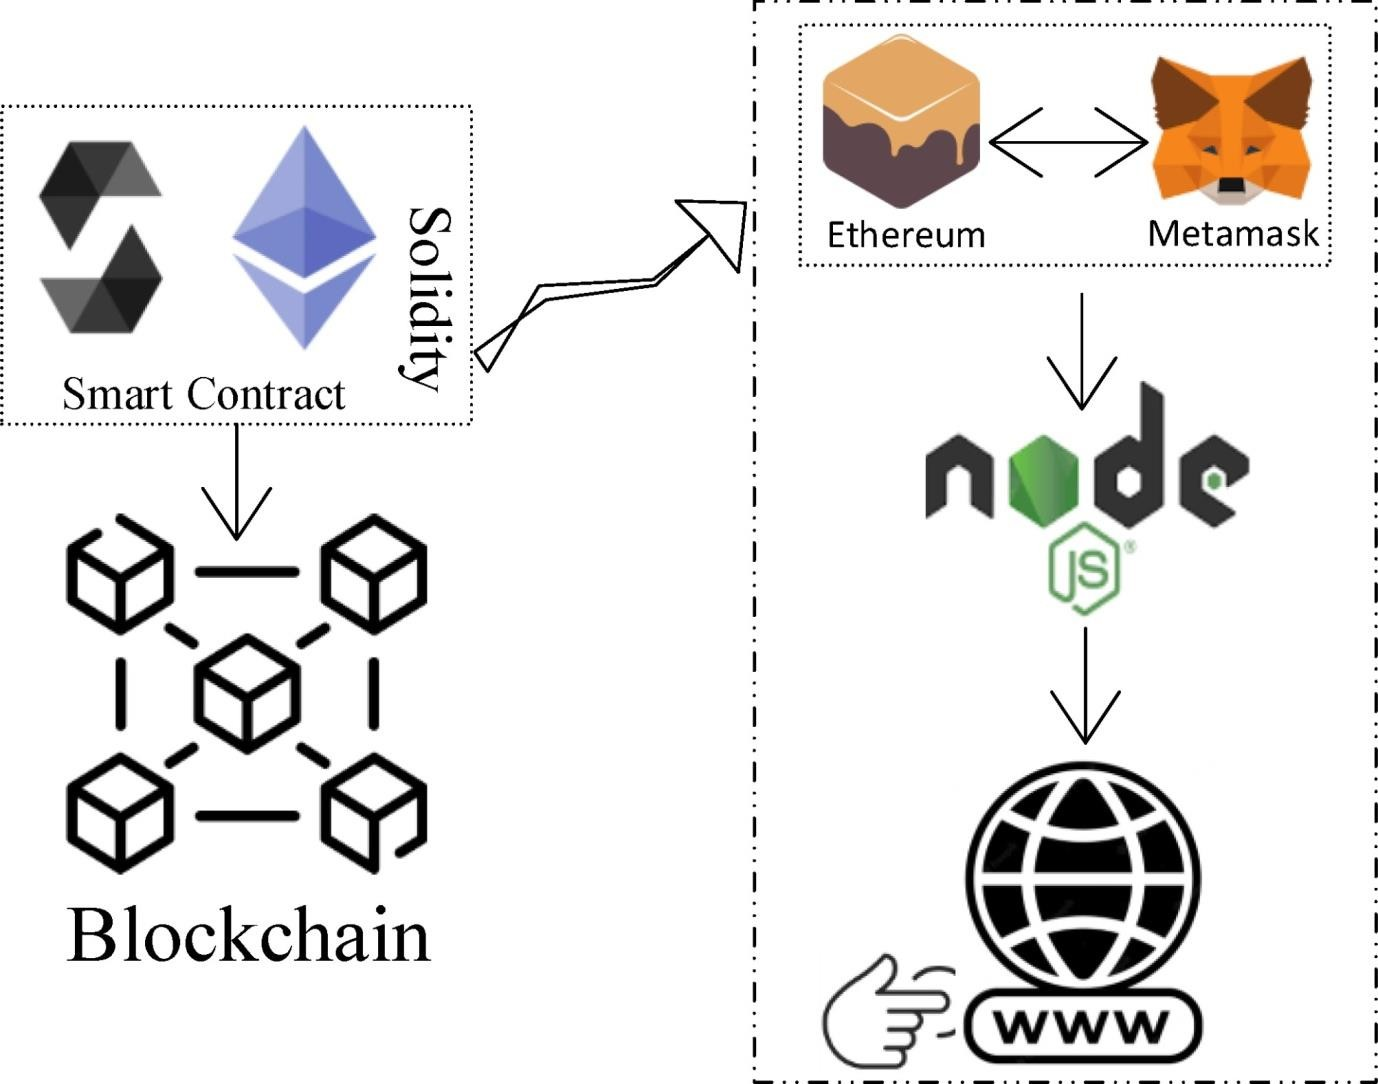 Solidity
Smart Contract
Blockchain
Ethereum
Metamask
node
JS®
WWW